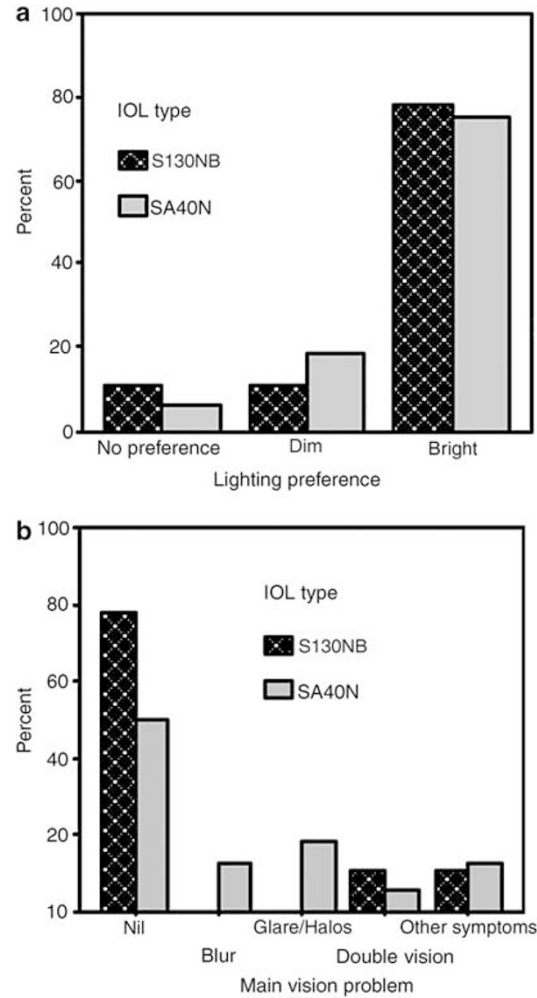 a
100
80
60
40
20
0
Percent
IOL type
S130NB
SA40N
No preference
Dim
Bright
Lighting preference
b
100
80
60
40
20
10
Percent
IOL type
S130NB
SA40N
Nil
Glare/Halos
Other symptoms
Blur
Double vision
Main vision problem